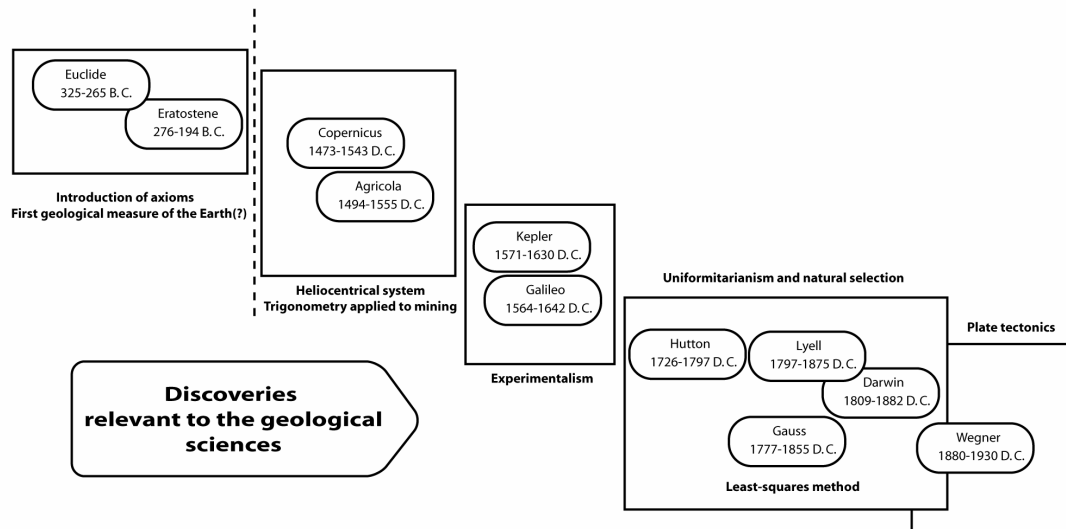 Euclide
325-265 B.C.
Eratostene
276-194 B.C.
Introduction of axioms
First geological measure of the Earth(?)
Copernicus
1473-1543 D.C.
Agricola
1494-1555 D.C.
Heliocentrical system
Trigonometry applied to mining
Kepler
1571-1630 D.C.
Galileo
1564-1642 D.C.
Experimentalism
Uniformitarianism and natural selection
Hutton
1726-1797 D.C.
Lyell
1797-1875 D.C.
Darwin
1809-1882 D.C.
Gauss
1777-1855 D.C.
Least-squares method
Plate tectonics
Wegner
1880-1930 D.C.
Discoveries
relevant to the geological
sciences